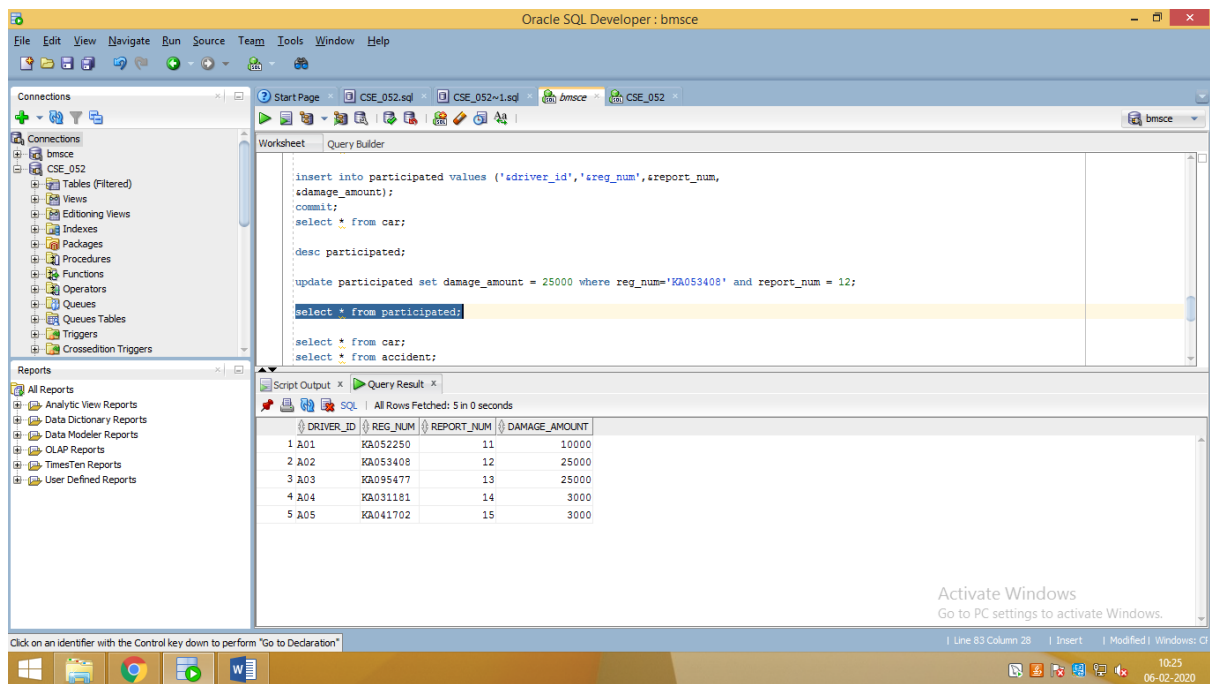 Oracle SQL Developer : bmsce
File Edit View Navigate Run Source Team Tools Window Help
Connections
Start Page
CSE_052.sql
CSE_052~1.sql
bmsce
CSE_052
bmsce
Worksheet Query Builder
Connections
bmsce
CSE_052
Tables (Filtered)
Views
Editioning Views
Indexes
Packages
Procedures
Functions
Operators
Queues
Queues Tables
Triggers
Crossedition Triggers
insert into participated values ('&driver_id','&reg_num',&report_num,
&damage_amount);
commit;
select * from car;
desc participated;
update participated set damage_amount = 25000 where reg_num='KA053408' and report_num = 12;
select * from participated;
select * from car;
select * from accident;
Reports
All Reports
Analytic View Reports
Data Dictionary Reports
Data Modeler Reports
OLAP Reports
TimesTen Reports
User Defined Reports
Script Output x Query Result x
SQL | All Rows Fetched: 5 in 0 seconds
DRIVER_ID REG_NUM REPORT_NUM DAMAGE_AMOUNT
1 A01 KA052250 11 10000
2 A02 KA053408 12 25000
3 A03 KA095477 13 25000
4 A04 KA031181 14 3000
5 A05 KA041702 15 3000
Activate Windows
Go to PC settings to activate Windows.
Click on an identifier with the Control key down to perform "Go to Declaration"
| Line 83 Column 28 | Insert | Modified | Windows: C
10:25
06-02-2020